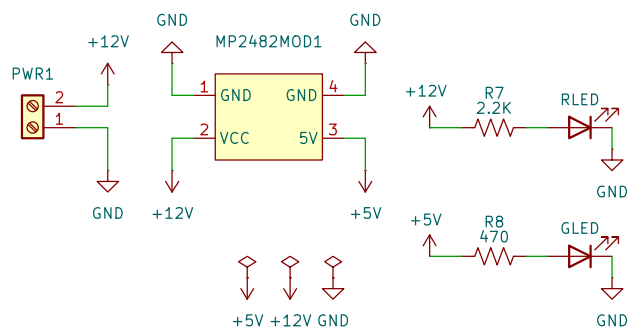 GND
MP2482MOD1
GND
+12V
PWR1
2
1
GND
1
GND
GND
4
2
VCC
5V
3
+12V
+5V
+12V
R7
2.2K
RLED
GND
+5V
R8
470
GLED
GND
+5V
+12V
GND